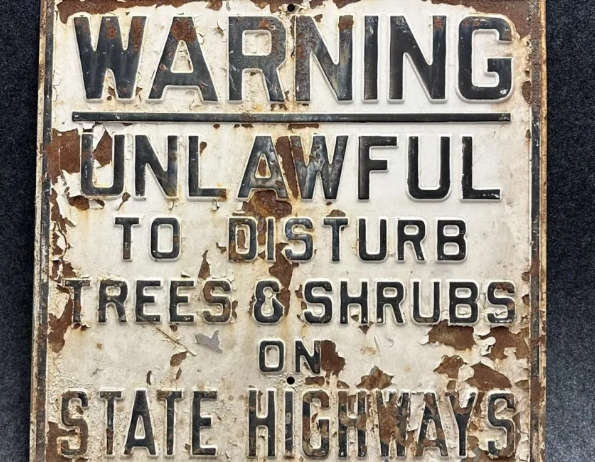 WARNING
UNLAWFUL
TO DISTURB
TREES & SHRUBS
ON
STATE HIGHWAYS